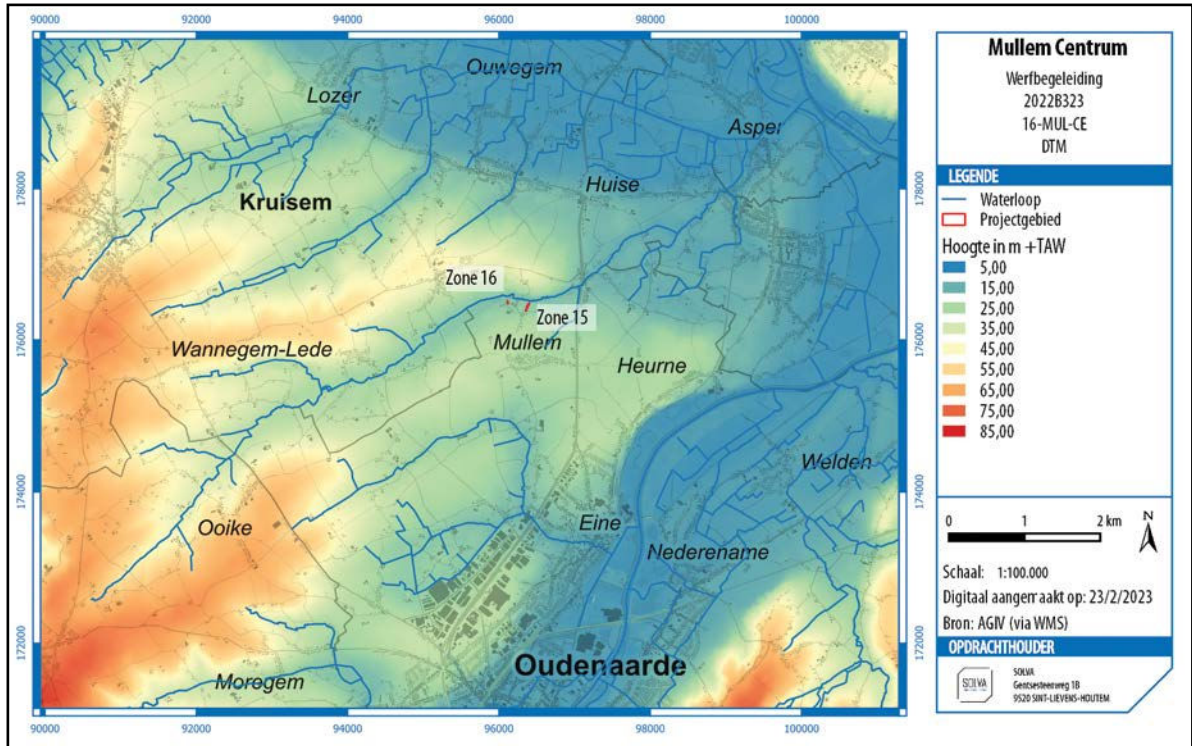 90000 92000 94000 96000 98000 100000
178000
176000
174000
172000
Ouwegem
Lozer
Asper
Huise
Kruisem
Zone 16
Zone 15
Mullem
Wannegem-Lede
Heurne
Welden
Eine
Ooike
Nederename
Oudenaarde
Moregem
178000
176000
174000
172000
90000 92000 94000 96000 98000 100000
Mullem Centrum
Werfbegeleiding
2022B323
16-MUL-CE
DTM
LEGENDE
Waterloop
Projectgebied
Hoogte in m +TAW
5,00
15,00
25,00
35,00
45,00
55,00
65,00
75,00
85,00
0 1 2 km
N
Schaal: 1:100.000
Digitaal aangemaakt op: 23/2/2023
Bron: AGIV (via WMS)
OPDRACHTHOUDER
SOLVA
SOLVA
Gentsesteenweg 1B
9520 SINT-LIEVENS-HOUTEM